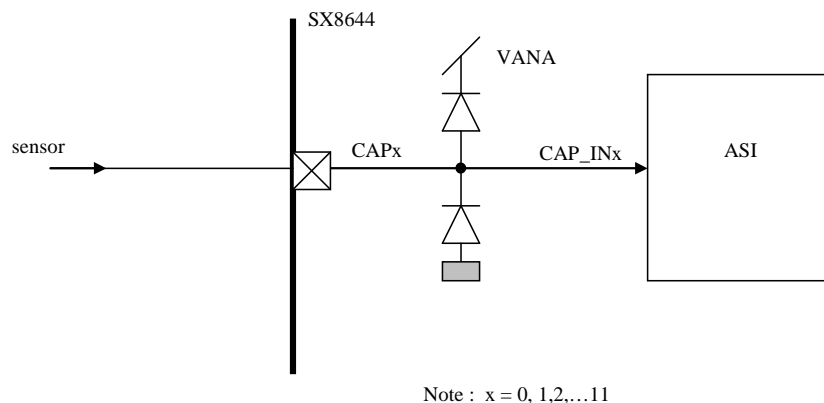 SX8644
VANA
sensor
CAPx
CAP_INx
ASI
Note : x = 0, 1,2,…11